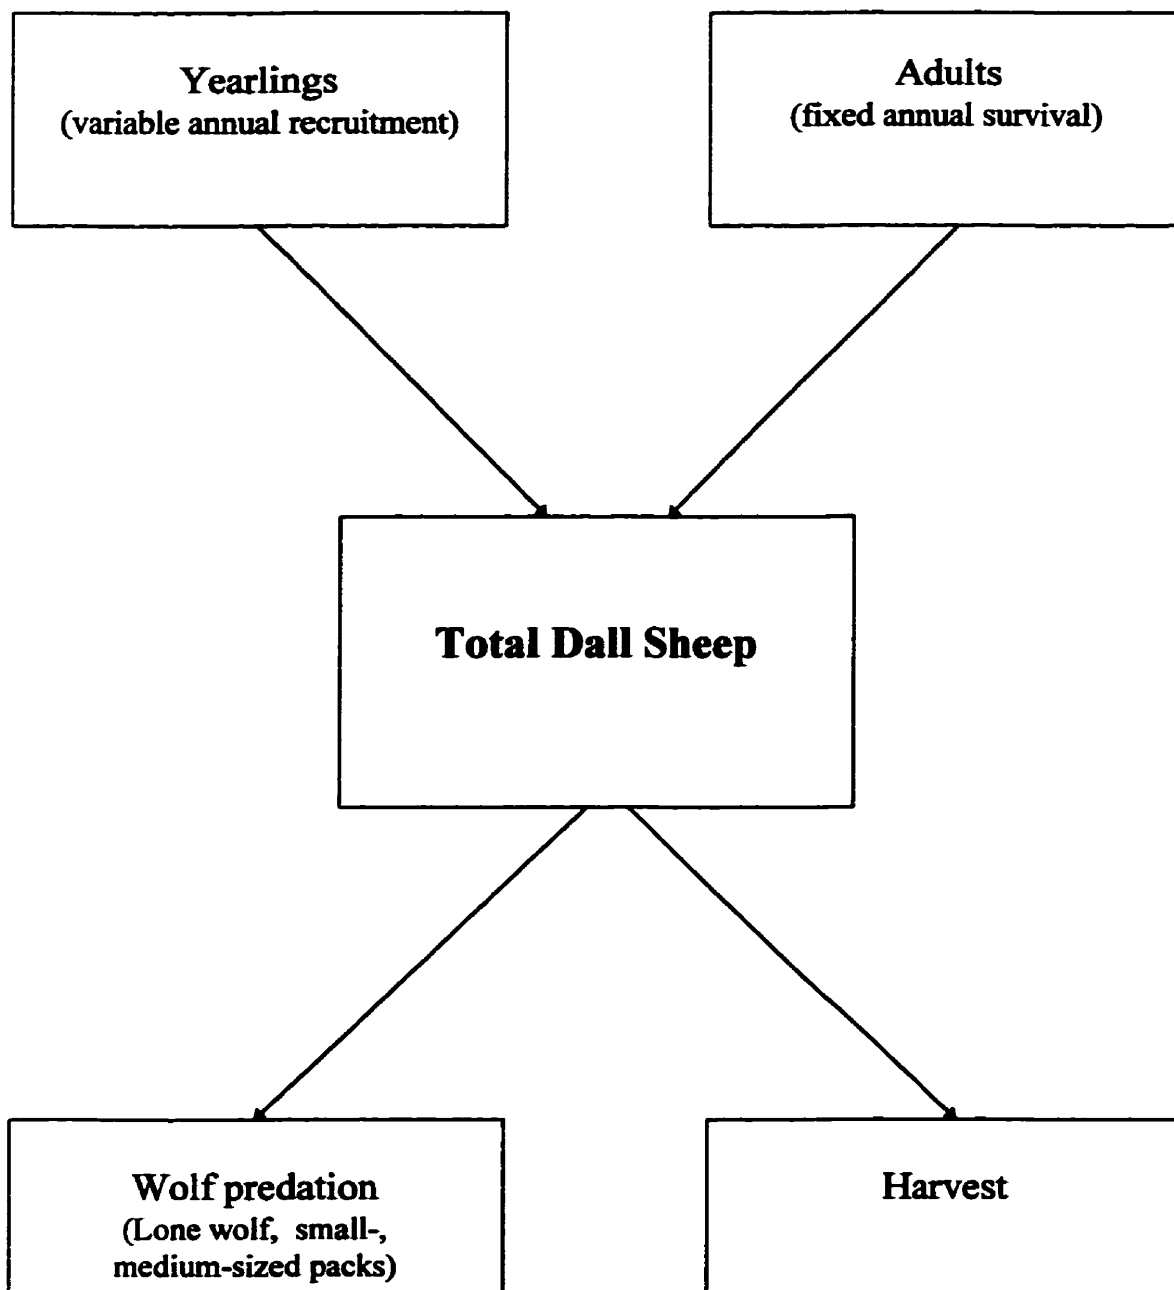 Yearlings
(variable annual recruitment)
Adults
(fixed annual survival)
Total Dall Sheep
Wolf predation
(Lone wolf, small-,
medium-sized packs)
Harvest